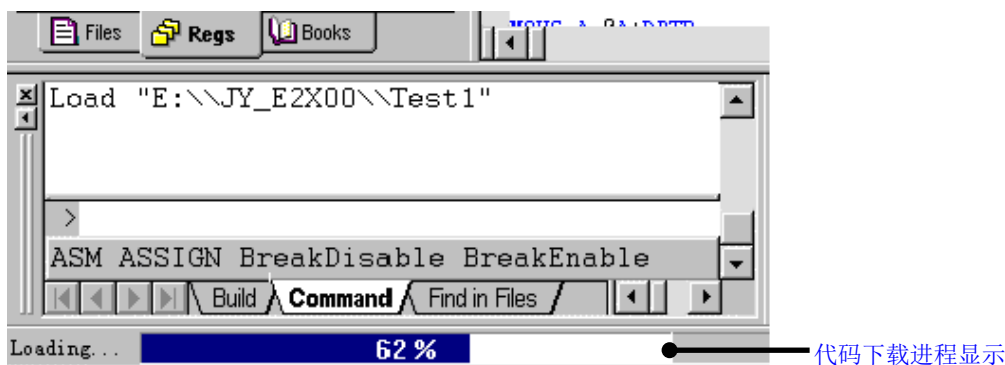 Files Regs Books
Load "E:\\JY_E2X00\\Test1"
>
ASM ASSIGN BreakDisable BreakEnable
Build Command Find in Files
Loading... 62 % 代码下载进程显示